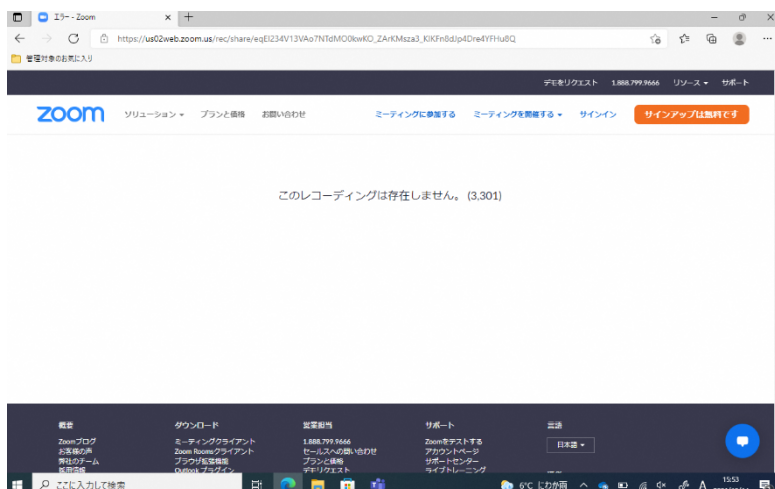 エラー - Zoom
https://us02web.zoom.us/rec/share/eqEl234V13VAo7NTdMO0kwKO_ZArKMsza3_KlKFn8dJp4Dre4YFHu8Q
管理対象のお気に入り
デモをリクエスト 1.888.799.9666 リソース サポート
zoom ソリューション プランと価格 お問い合わせ ミーティングに参加する ミーティングを開催する サインイン サインアップは無料です
このレコーディングは存在しません。 (3,301)
概要 ダウンロード 営業担当 サポート 言語
Zoomブログ ミーティングクライアント 1.888.799.9666 Zoomをテストする
お客様の声 Zoom Roomsクライアント セールスへの問い合わせ アカウント日本語
弊社のチーム ブラウザ拡張機能 プランと価格 サポートセンター
採用情報 Outlook プラグイン デモリクエスト ライブトレーニング
ここに入力して検索 6°C にわか雨 A 15:53